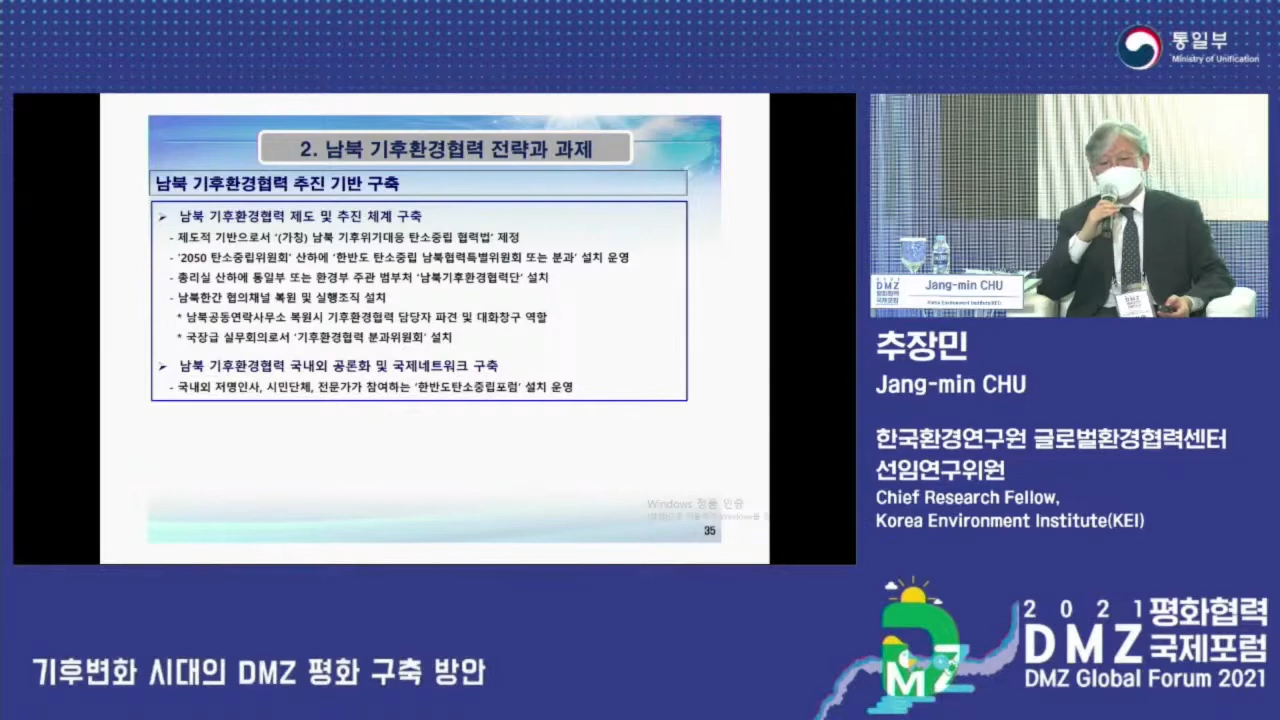 통일부
Ministry of Unification
2. 남북 기후환경협력 전략과 과제
남북 기후환경협력 추진 기반 구축
➤ 남북 기후환경협력 제도 및 추진 체계 구축
- 제도적 기반으로서 '(가칭) 남북 기후위기대응 탄소중립 협력법' 제정
- '2050 탄소중립위원회' 산하에 '한반도 탄소중립 남북협력특별위원회 또는 분과' 설치 운영
- 총리실 산하에 통일부 또는 환경부 주관 범부처 '남북기후환경협력단' 설치
- 남북한간 협의채널 복원 및 실행조직 설치
* 남북공동연락사무소 복원시 기후환경협력 담당자 파견 및 대화창구 역할
* 국장급 실무회의로서 '기후환경협력 분과위원회' 설치
➤ 남북 기후환경협력 국내외 공론화 및 국제네트워크 구축
- 국내외 저명인사, 시민단체, 전문가가 참여하는 '한반도탄소중립포럼' 설치 운영
Windows 정품 인증
35
DMZ
평화협력
국제포럼
Jang-min CHU
Korea Environment Institute(KEI)
DMZ
추장민
Jang-min CHU
한국환경연구원 글로벌환경협력센터
선임연구위원
Chief Research Fellow,
Korea Environment Institute(KEI)
기후변화 시대의 DMZ 평화 구축 방안
DMZ
2021 평화협력
DMZ 국제포럼
DMZ Global Forum 2021